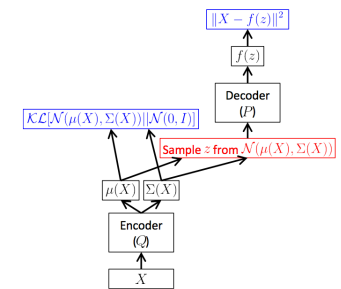 ‖X − f(z)‖²
f(z)
Decoder
(P)
𝒦ℒ[𝒩(μ(X), Σ(X))||𝒩(0, I)]
Sample z from 𝒩(μ(X), Σ(X))
μ(X) Σ(X)
Encoder
(Q)
X